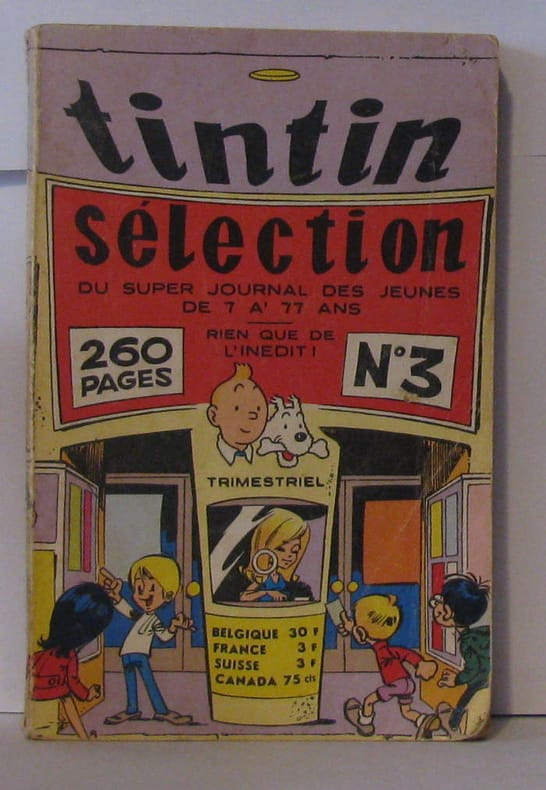 tintin
sélection
DU SUPER JOURNAL DES JEUNES
DE 7 A' 77 ANS
RIEN QUE DE
L'INEDIT!
260
PAGES
N°3
TRIMESTRIEL
BELGIQUE 30 F
FRANCE 3 F
SUISSE 3 F
CANADA 75 cts